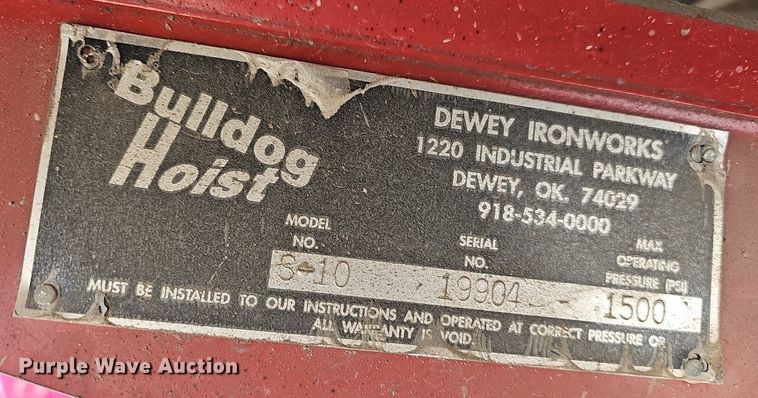 Bulldog
Hoist
DEWEY IRONWORKS
1220 INDUSTRIAL PARKWAY
DEWEY, OK. 74029
918-534-0000
MODEL
NO.
S-10
SERIAL
NO.
19904
MAX
OPERATING
PRESSURE (PSI)
1500
MUST BE INSTALLED TO OUR INSTRUCTIONS AND OPERATED AT CORRECT PRESSURE OR
ALL WARRANTY IS VOID.
Purple Wave Auction